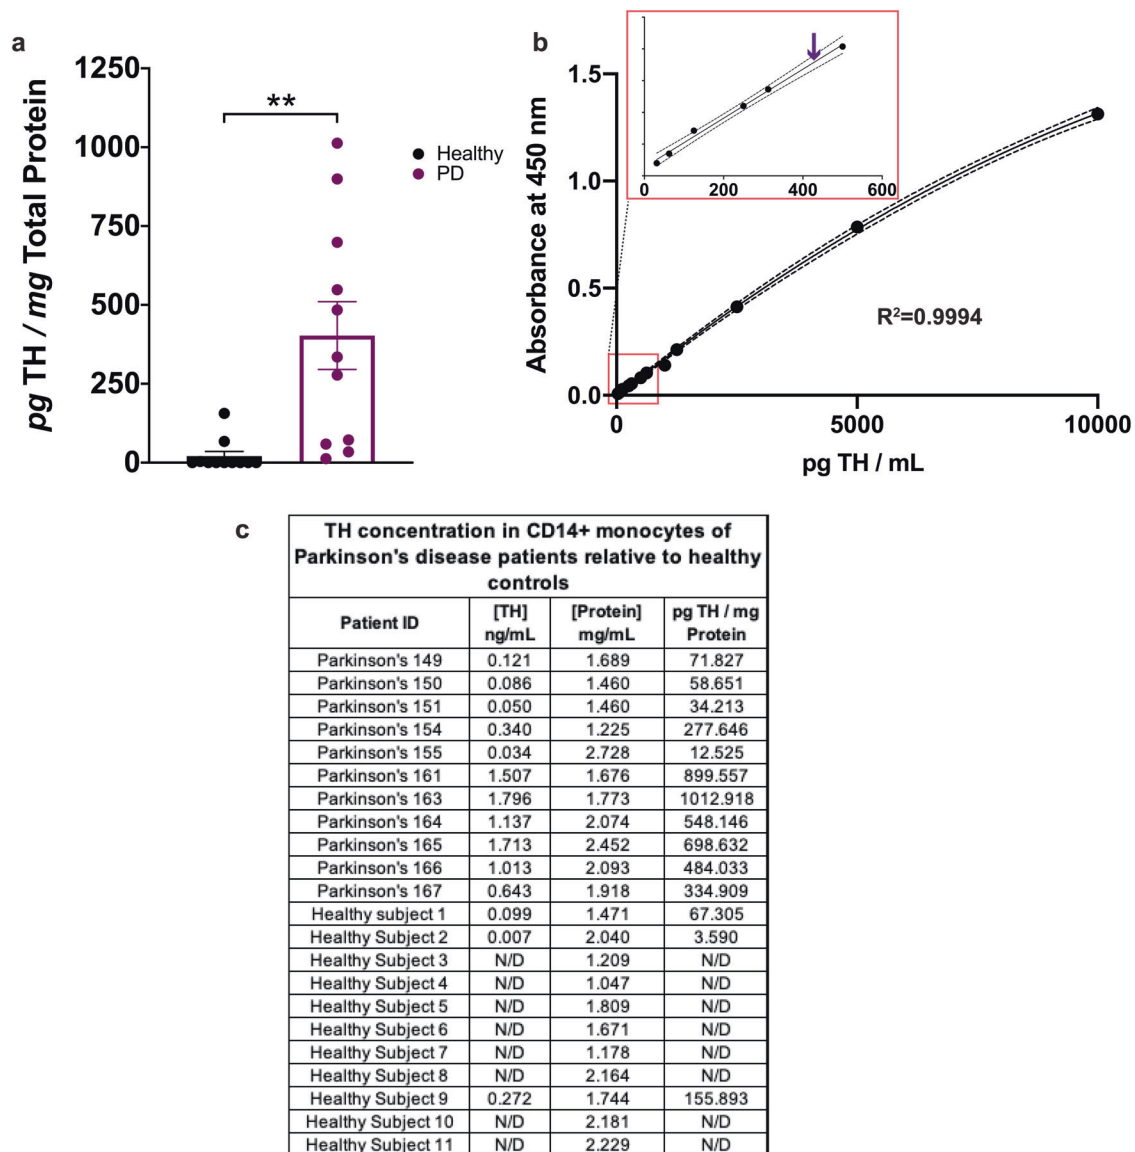 a
1250
1000
750
500
250
0
pg TH / mg Total Protein
**
Healthy
PD
b
1.5
1.0
0.5
0.0
Absorbance at 450 nm
0 200 400 600
R²=0.9994
0 5000 10000
pg TH / mL
c
TH concentration in CD14+ monocytes of
Parkinson's disease patients relative to healthy
controls
Patient ID [TH] ng/mL [Protein] mg/mL pg TH / mg Protein
Parkinson's 149 0.121 1.689 71.827
Parkinson's 150 0.086 1.460 58.651
Parkinson's 151 0.050 1.460 34.213
Parkinson's 154 0.340 1.225 277.646
Parkinson's 155 0.034 2.728 12.525
Parkinson's 161 1.507 1.676 899.557
Parkinson's 163 1.796 1.773 1012.918
Parkinson's 164 1.137 2.074 548.146
Parkinson's 165 1.713 2.452 698.632
Parkinson's 166 1.013 2.093 484.033
Parkinson's 167 0.643 1.918 334.909
Healthy subject 1 0.099 1.471 67.305
Healthy Subject 2 0.007 2.040 3.590
Healthy Subject 3 N/D 1.209 N/D
Healthy Subject 4 N/D 1.047 N/D
Healthy Subject 5 N/D 1.809 N/D
Healthy Subject 6 N/D 1.671 N/D
Healthy Subject 7 N/D 1.178 N/D
Healthy Subject 8 N/D 2.164 N/D
Healthy Subject 9 0.272 1.744 155.893
Healthy Subject 10 N/D 2.181 N/D
Healthy Subject 11 N/D 2.229 N/D